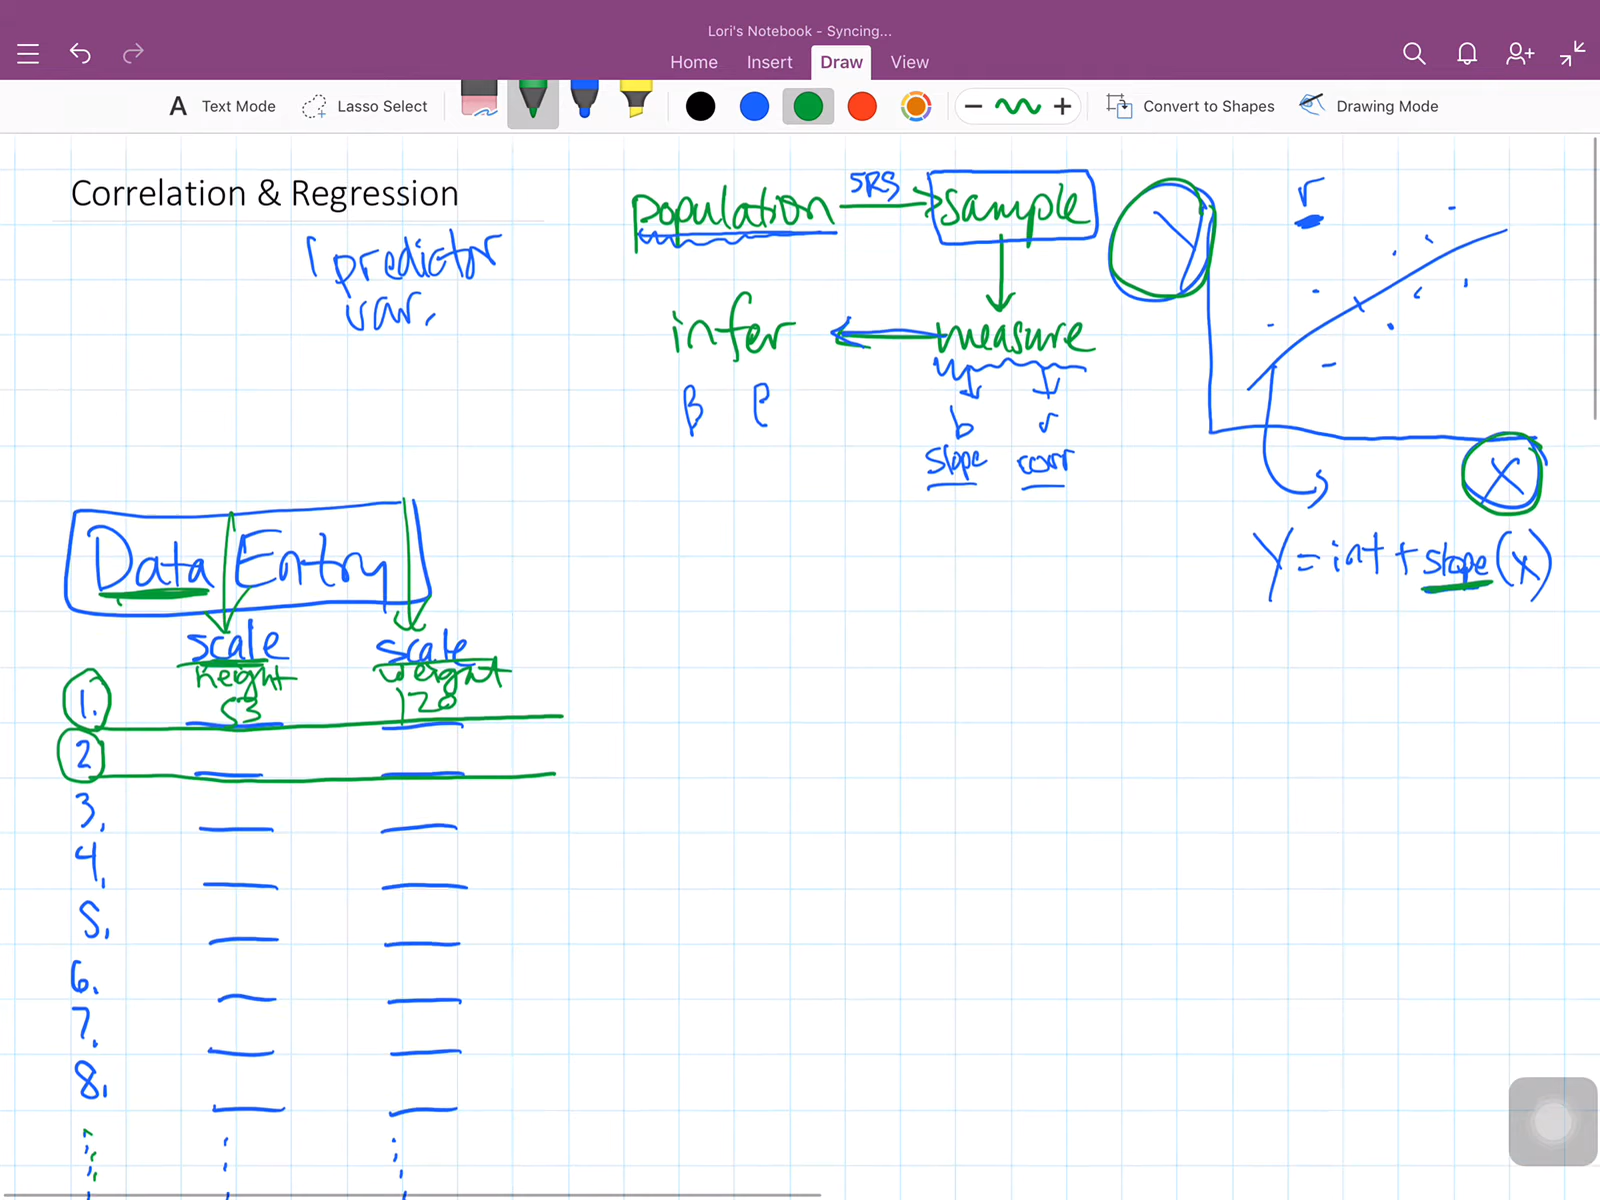 Lori's Notebook - Syncing...
Home Insert Draw View
A Text Mode Lasso Select Convert to Shapes Drawing Mode
Correlation & Regression
1 predictor
var.
population SRS sample
infer measure
β ρ
b r
slope corr
Y r
X
Y = int + slope (x)
Data Entry
scale scale
height weight
1. 53 120
2
3.
4.
5.
6.
7.
8.